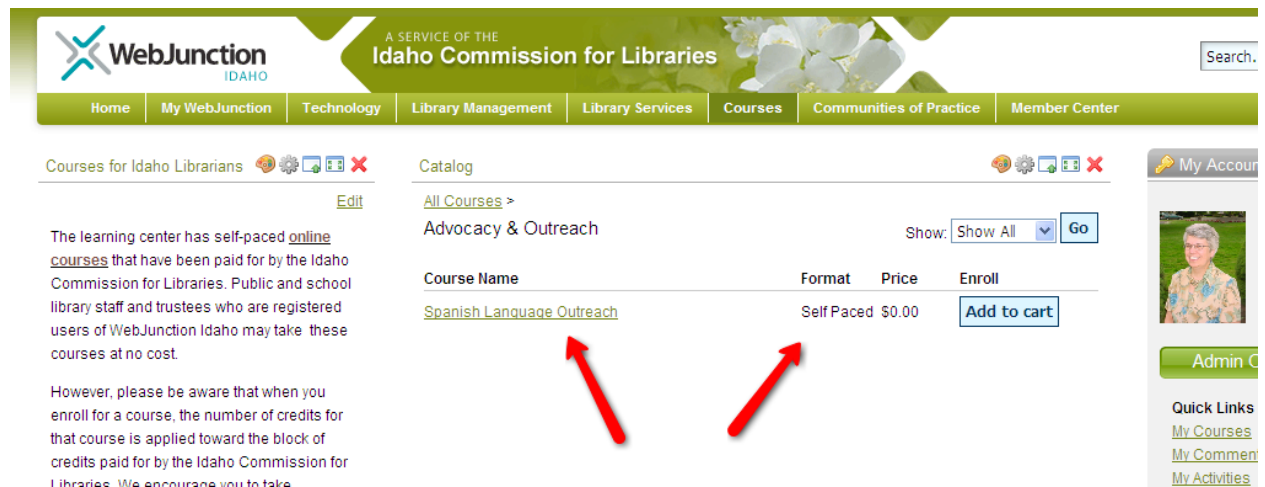 WebJunction
IDAHO
A SERVICE OF THE
Idaho Commission for Libraries
Search.
Home My WebJunction Technology Library Management Library Services Courses Communities of Practice Member Center
Courses for Idaho Librarians
Edit
The learning center has self-paced online
courses that have been paid for by the Idaho
Commission for Libraries. Public and school
library staff and trustees who are registered
users of WebJunction Idaho may take these
courses at no cost.
However, please be aware that when you
enroll for a course, the number of credits for
that course is applied toward the block of
credits paid for by the Idaho Commission for
Libraries. We encourage you to take
Catalog
All Courses >
Advocacy & Outreach
Show: Show All Go
Course Name Format Price Enroll
Spanish Language Outreach Self Paced $0.00 Add to cart
My Accoun
Admin C
Quick Links
My Courses
My Commen
My Activities